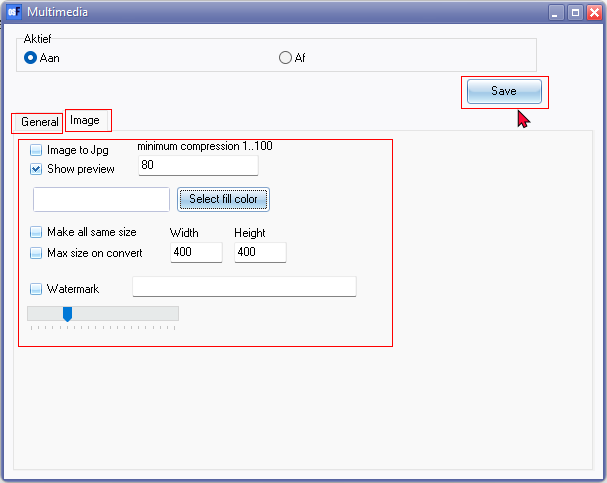 Multimedia
Aktief
Aan
Af
Save
General
Image
Image to Jpg
minimum compression 1..100
Show preview
80
Select fill color
Make all same size
Width
Height
Max size on convert
400
400
Watermark